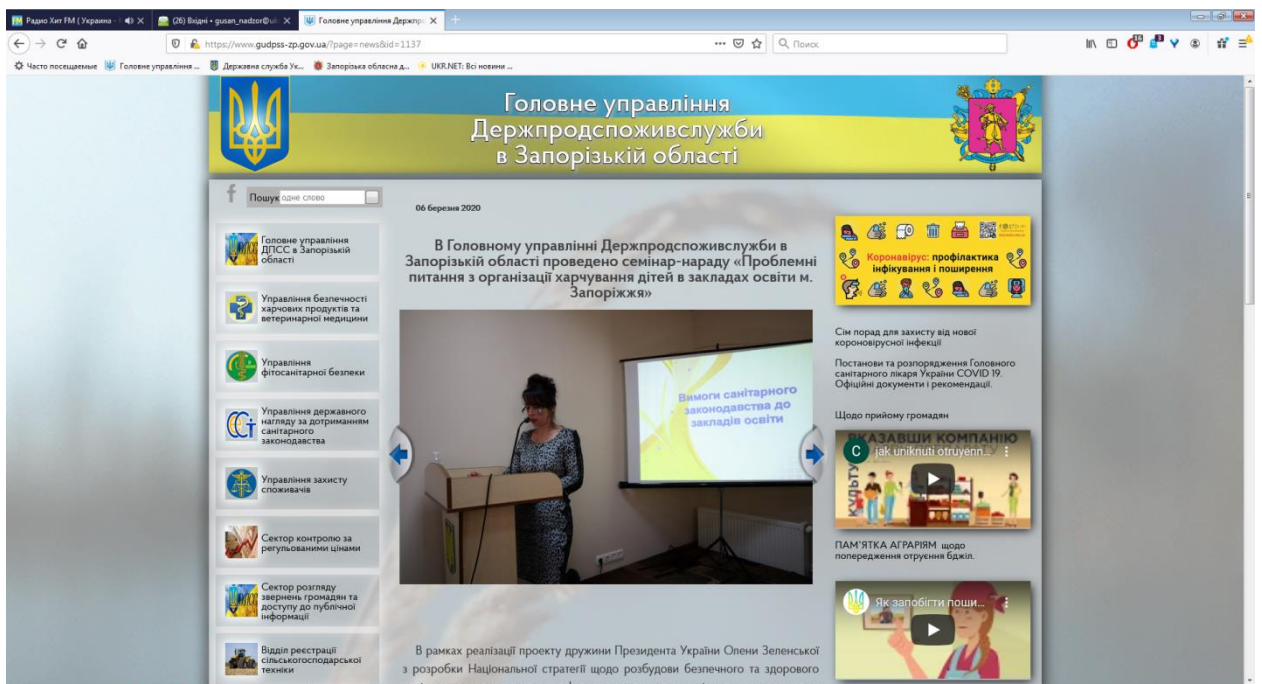 Радио Хит FM ( Украина -
(26) Вхідні • gusan_nadzor@uk
Головне управління Держпро
https://www.gudpss-zp.gov.ua/?page=news&id=1137
Поиск
Часто посещаемые
Головне управління ...
Державна служба Ук...
Запорізька обласна д...
UKR.NET: Всі новини ...
Головне управління
Держпродспоживслужби
в Запорізькій області
Пошук одне слово
Головне управління
ДПСС в Запорізькій
області
Управління безпечності
харчових продуктів та
ветеринарної медицини
Управління
фітосанітарної безпеки
Управління державного
нагляду за дотриманням
санітарного
законодавства
Управління захисту
споживачів
Сектор контролю за
регульованими цінами
Сектор розгляду
звернень громадян та
доступу до публічної
інформації
Відділ реєстрації
сільськогосподарської
техніки
06 березня 2020
В Головному управлінні Держпродспоживслужби в
Запорізькій області проведено семінар-нараду «Проблемні
питання з організації харчування дітей в закладах освіти м.
Запоріжжя»
Вимоги санітарного
законодавства до
закладів освіти
В рамках реалізації проекту дружини Президента України Олени Зеленської
з розробки Національної стратегії щодо розбудови безпечного та здорового
Коронавірус: профілактика
інфікування і поширення
Сім порад для захисту від нової
короновірусної інфекції
Постанови та розпорядження Головного
санітарного лікаря України COVID 19.
Офіційні документи і рекомендації.
Щодо прийому громадян
ВКАЗАВШИ КОМПАНІЮ
C jak uniknuti otruyenn...
КУЛЬТУ
ПАМ'ЯТКА АГРАРІЯМ щодо
попередження отруєння бджіл.
Як запобігти поши...